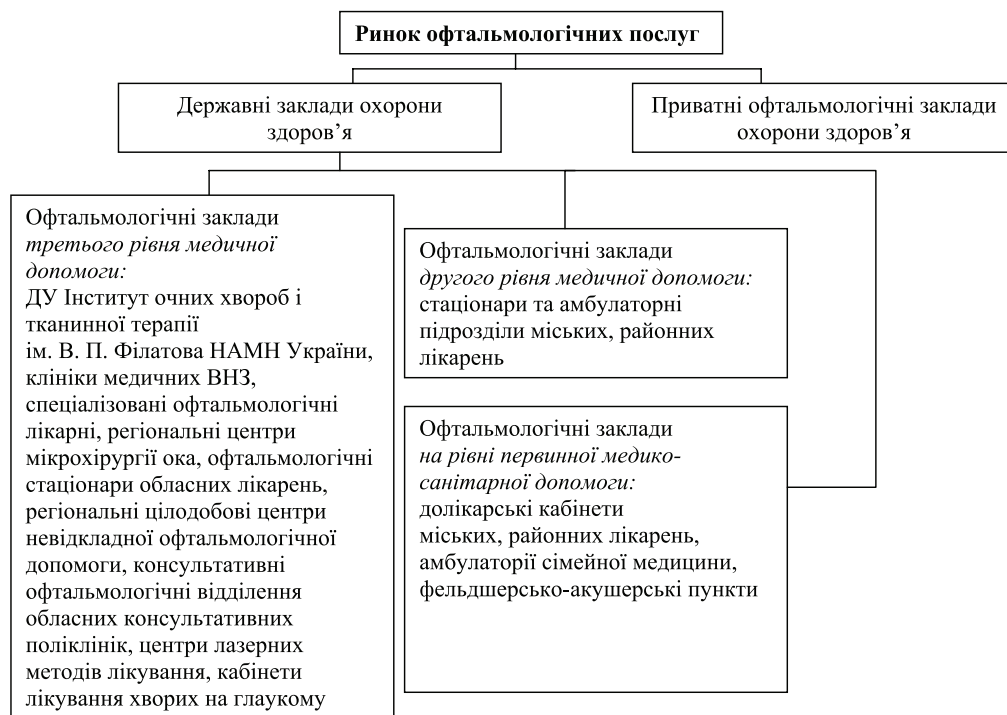 Ринок офтальмологічних послуг
Державні заклади охорони
здоров’я
Приватні офтальмологічні заклади
охорони здоров’я
Офтальмологічні заклади
третього рівня медичної
допомоги:
ДУ Інститут очних хвороб і
тканинної терапії
ім. В. П. Філатова НАМН України,
клініки медичних ВНЗ,
спеціалізовані офтальмологічні
лікарні, регіональні центри
мікрохірургії ока, офтальмологічні
стаціонари обласних лікарень,
регіональні цілодобові центри
невідкладної офтальмологічної
допомоги, консультативні
офтальмологічні відділення
обласних консультативних
поліклінік, центри лазерних
методів лікування, кабінети
лікування хворих на глаукому
Офтальмологічні заклади
другого рівня медичної допомоги:
стаціонари та амбулаторні
підрозділи міських, районних
лікарень
Офтальмологічні заклади
на рівні первинної медико-
санітарної допомоги:
долікарські кабінети
міських, районних лікарень,
амбулаторії сімейної медицини,
фельдшерсько-акушерські пункти